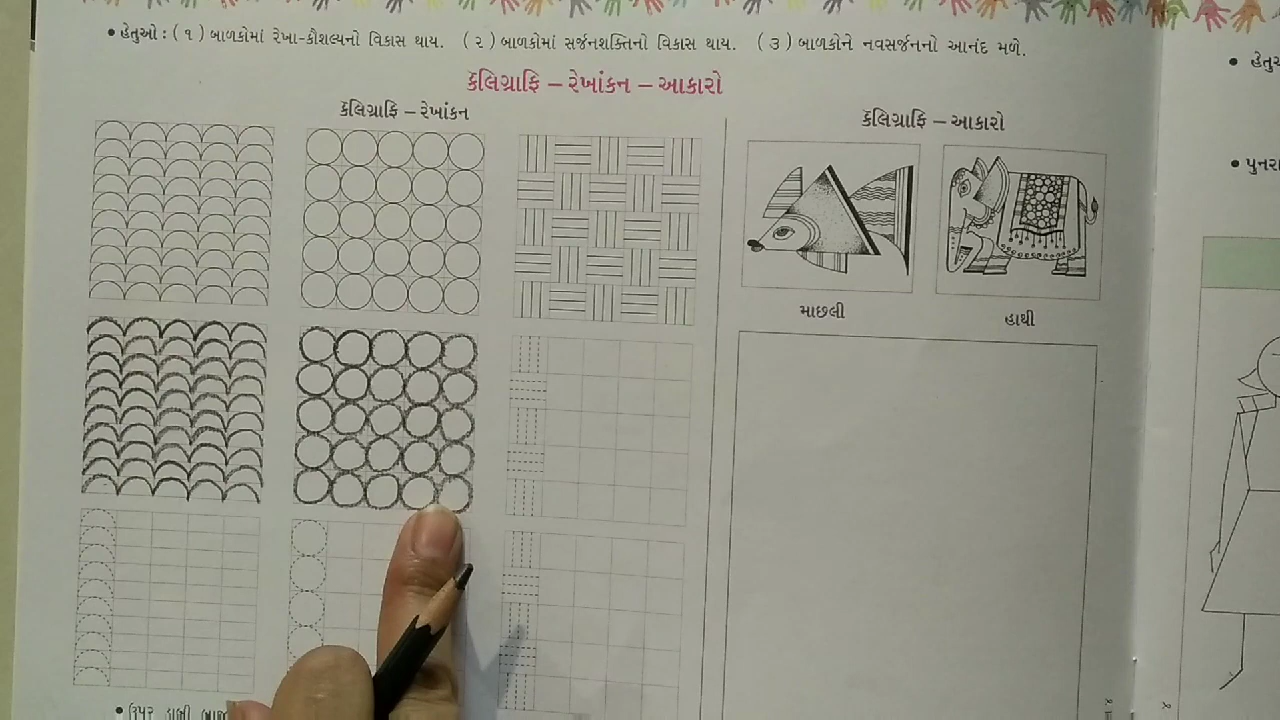 • હેતુઓ : ( ૧ ) બાળકોમાં રેખા-કૌશલ્યનો વિકાસ થાય. ( ૨ ) બાળકોમાં સર્જનશક્તિનો વિકાસ થાય. ( ૩ ) બાળકોને નવસર્જનનો આનંદ મળે.
કૅલિગ્રાફિ – રેખાંકન – આકારો
કૅલિગ્રાફિ – રેખાંકન
કૅલિગ્રાફિ – આકારો
માછલી
હાથી